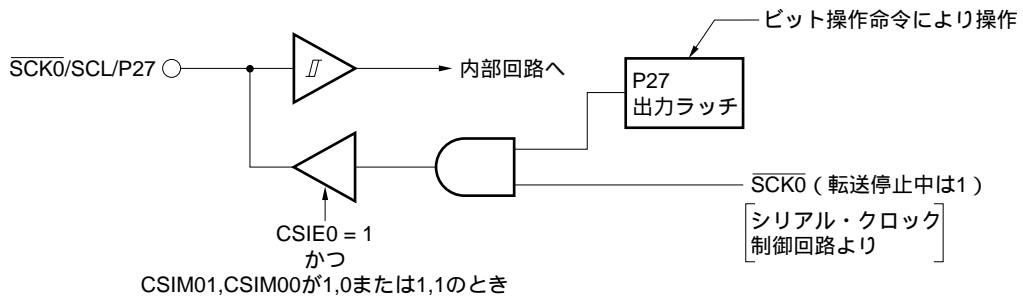 ビット操作命令により操作
SCK0/SCL/P27
内部回路へ
P27
出力ラッチ
SCK0（転送停止中は1）
シリアル・クロック
制御回路より
CSIE0 = 1
かつ
CSIM01,CSIM00が1,0または1,1のとき